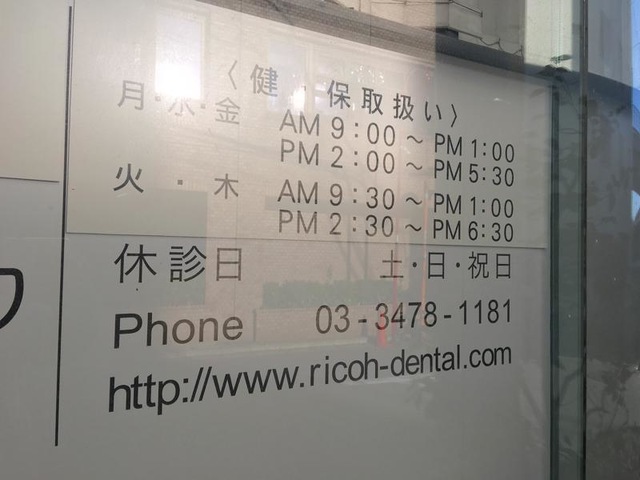 〈健・保取扱い〉
月・水・金 AM 9：00 ～ PM 1：00
PM 2：00 ～ PM 5：30
火・木 AM 9：30 ～ PM 1：00
PM 2：30 ～ PM 6：30
休診日 土・日・祝日
Phone 03-3478-1181
http://www.ricoh-dental.com